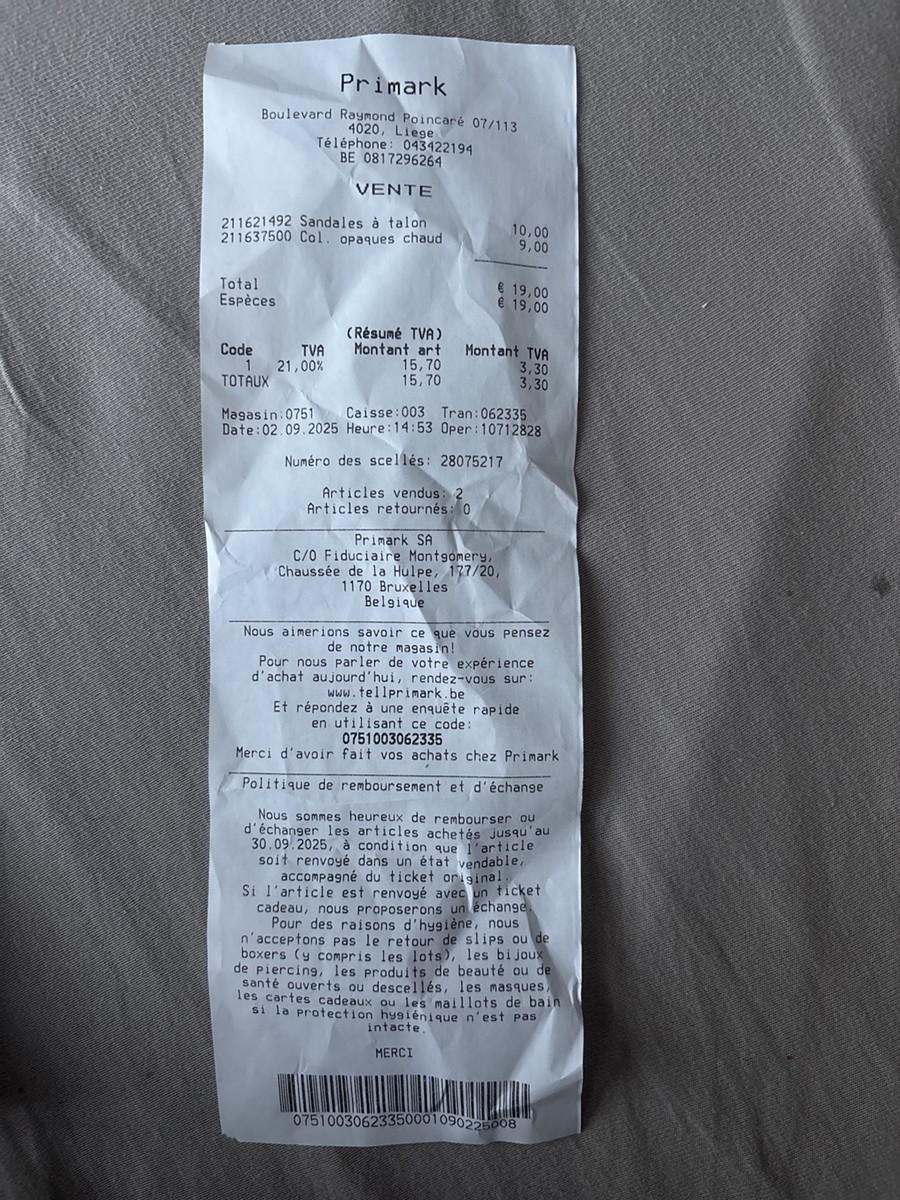 Primark
Boulevard Raymond Poincaré 07/113
4020, Liege
Téléphone: 043422194
BE 0817296264
VENTE
211621492 Sandales à talon 10,00
211637500 Col. opaques chaud 9,00
Total € 19,00
Espèces € 19,00
(Résumé TVA)
Code TVA Montant art Montant TVA
1 21,00% 15,70 3,30
TOTAUX 15,70 3,30
Magasin:0751 Caisse:003 Tran:062335
Date:02.09.2025 Heure:14:53 Oper:10712828
Numéro des scellés: 28075217
Articles vendus: 2
Articles retournés: 0
Primark SA
C/O Fiduciaire Montgomery,
Chaussée de la Hulpe, 177/20,
1170 Bruxelles
Belgique
Nous aimerions savoir ce que vous pensez
de notre magasin!
Pour nous parler de votre expérience
d'achat aujourd'hui, rendez-vous sur:
www.tellprimark.be
Et répondez à une enquête rapide
en utilisant ce code:
0751003062335
Merci d'avoir fait vos achats chez Primark
Politique de remboursement et d'échange
Nous sommes heureux de rembourser ou
d'échanger les articles achetés jusqu'au
30.09.2025, à condition que l'article
soit renvoyé dans un état vendable,
accompagné du ticket original.
Si l'article est renvoyé avec un ticket
cadeau, nous proposerons un échange.
Pour des raisons d'hygiène, nous
n'acceptons pas le retour de slips ou de
boxers (y compris les lots), les bijoux
de piercing, les produits de beauté ou de
santé ouverts ou descellés, les masques,
les cartes cadeaux ou les maillots de bain
si la protection hygiénique n'est pas
intacte.
MERCI
07510030623350001090225008